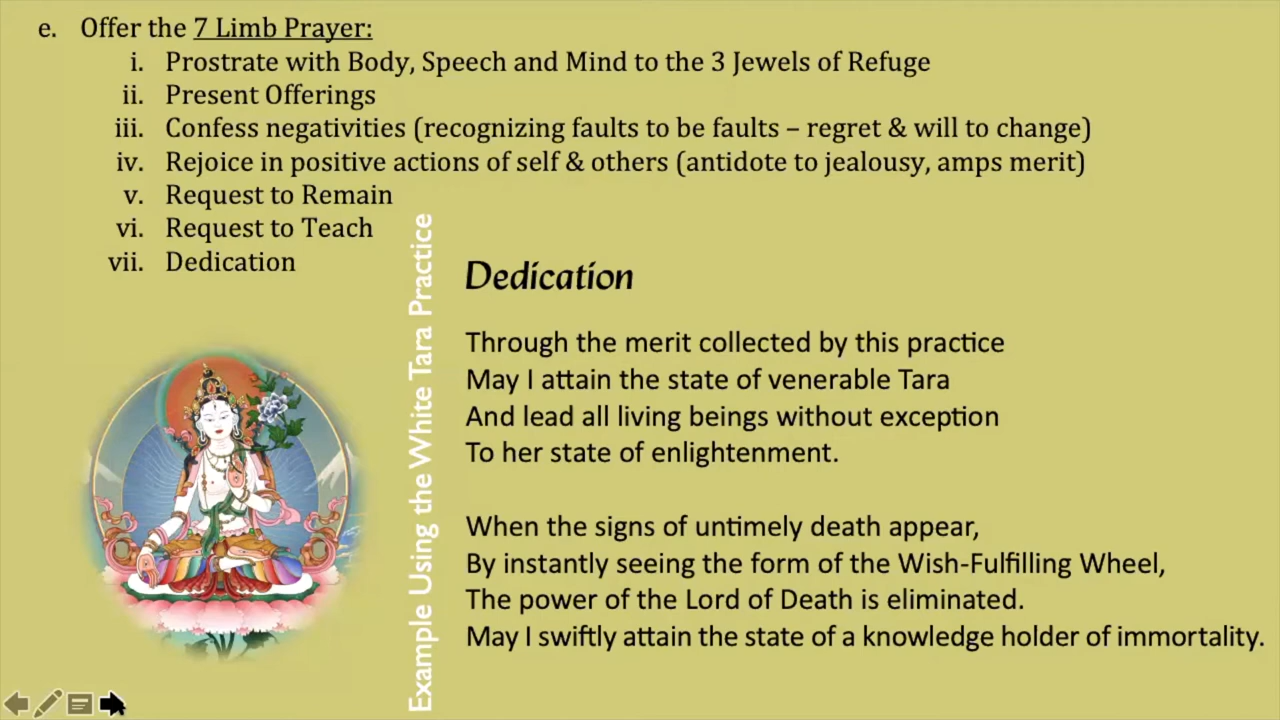 e. Offer the 7 Limb Prayer:
i. Prostrate with Body, Speech and Mind to the 3 Jewels of Refuge
ii. Present Offerings
iii. Confess negativities (recognizing faults to be faults – regret & will to change)
iv. Rejoice in positive actions of self & others (antidote to jealousy, amps merit)
v. Request to Remain
vi. Request to Teach
vii. Dedication
Example Using the White Tara Practice
Dedication
Through the merit collected by this practice
May I attain the state of venerable Tara
And lead all living beings without exception
To her state of enlightenment.
When the signs of untimely death appear,
By instantly seeing the form of the Wish-Fulfilling Wheel,
The power of the Lord of Death is eliminated.
May I swiftly attain the state of a knowledge holder of immortality.